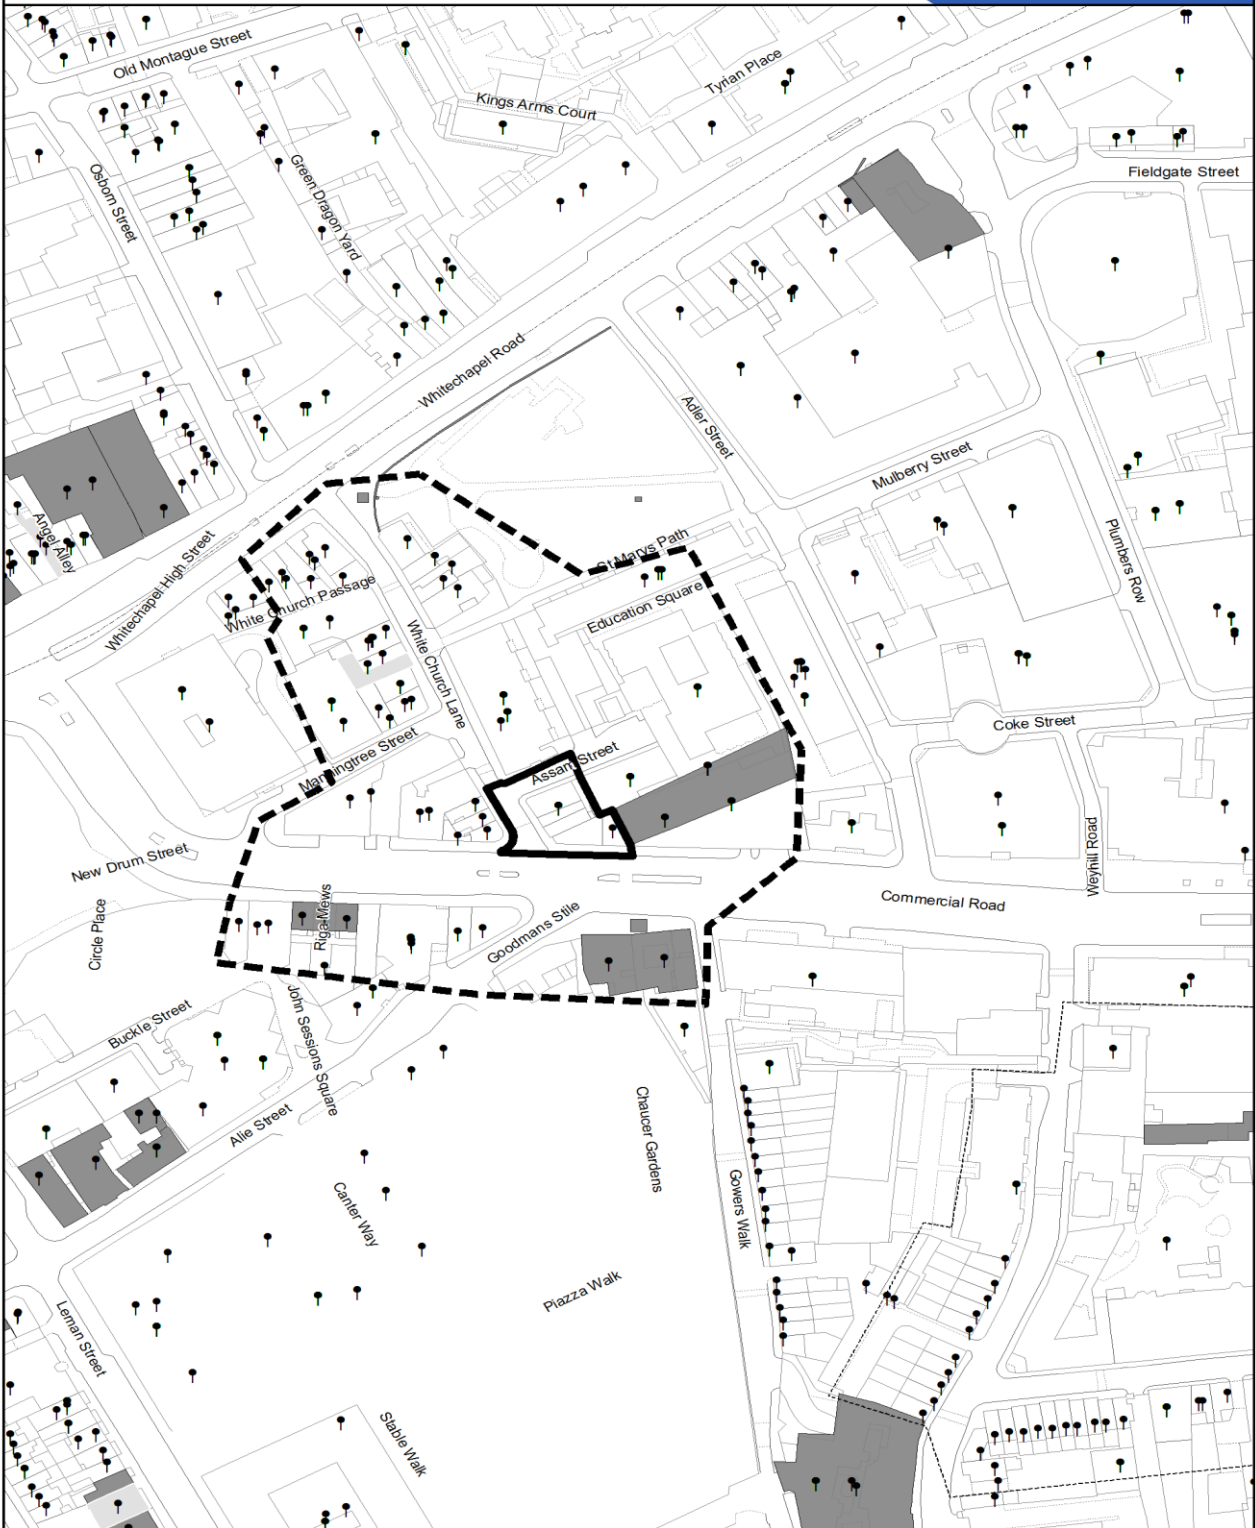 Old Montague Street
Tyrian Place
Kings Arms Court
Fieldgate Street
Osborn Street
Green Dragon Yard
Whitechapel Road
Adler Street
Mulberry Street
Angel Alley
Whitechapel High Street
St Marys Path
Plumbers Row
White Church Passage
Education Square
White Church Lane
Coke Street
Manningtree Street
Assam Street
New Drum Street
Weyhill Road
Commercial Road
Circle Place
Riga Mews
Goodmans Stile
Buckle Street
John Sessions Square
Alie Street
Chaucer Gardens
Gowers Walk
Canter Way
Piazza Walk
Leman Street
Stable Walk